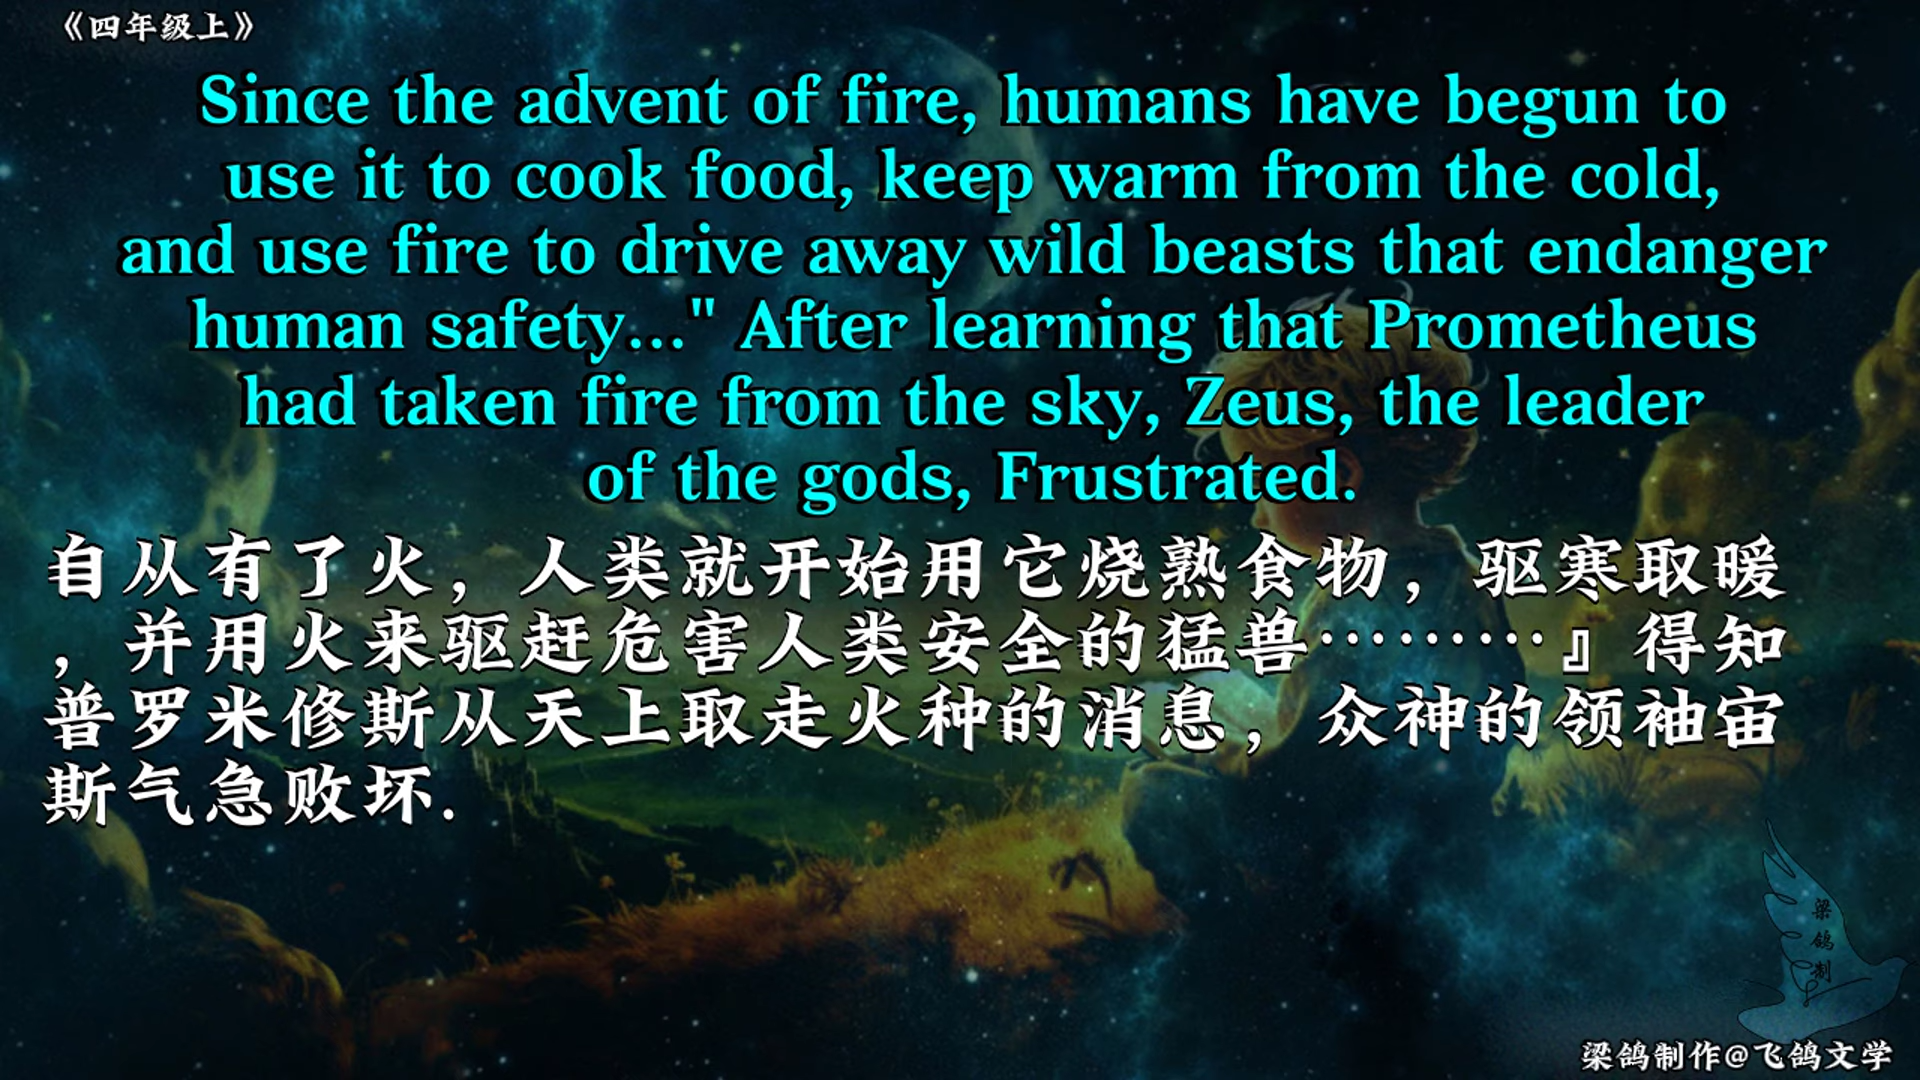 《四年级上》
Since the advent of fire, humans have begun to
use it to cook food, keep warm from the cold,
and use fire to drive away wild beasts that endanger
human safety..." After learning that Prometheus
had taken fire from the sky, Zeus, the leader
of the gods, Frustrated.
自从有了火，人类就开始用它烧熟食物，驱寒取暖
，并用火来驱赶危害人类安全的猛兽………』得知
普罗米修斯从天上取走火种的消息，众神的领袖宙
斯气急败坏.
梁
鸽
制
梁鸽制作@飞鸽文学